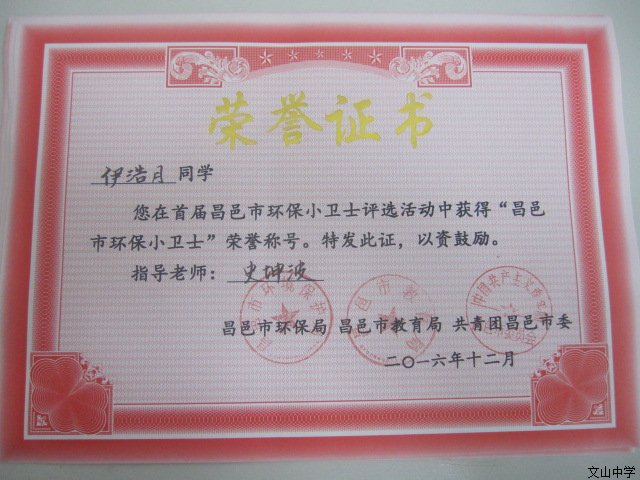 荣誉证书
伊浩月同学
您在首届昌邑市环保小卫士评选活动中获得“昌邑
市环保小卫士”荣誉称号。特发此证，以资鼓励。
指导老师：史坤波
昌邑市环保局 昌邑市教育局 共青团昌邑市委
二〇一六年十二月
文山中学